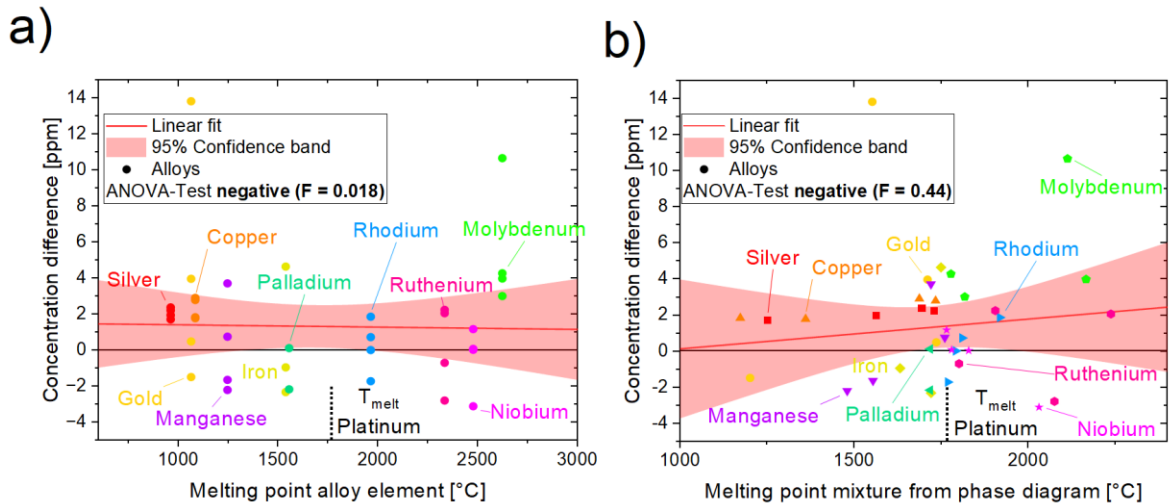 a)
Concentration difference [ppm]
14
12
10
8
6
4
2
0
−2
−4
Linear fit
95% Confidence band
Alloys
ANOVA-Test negative (F = 0.018)
Silver
Copper
Rhodium
Molybdenum
Palladium
Ruthenium
Gold
Manganese
Iron
Niobium
Tmelt
Platinum
1000
1500
2000
2500
3000
Melting point alloy element [°C]
b)
Concentration difference [ppm]
14
12
10
8
6
4
2
0
−2
−4
Linear fit
95% Confidence band
Alloys
ANOVA-Test negative (F = 0.44)
Molybdenum
Gold
Rhodium
Silver
Copper
Iron
Manganese
Palladium
Ruthenium
Niobium
Tmelt
Platinum
1000
1500
2000
Melting point mixture from phase diagram [°C]